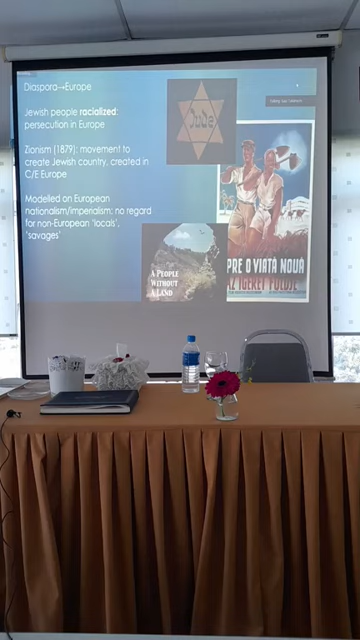 Diaspora→Europe
Jewish people racialized:
persecution in Europe
Zionism (1879): movement to
create Jewish country, created in
C/E Europe
Modelled on European
nationalism/imperialism: no regard
for non-European 'locals',
'savages'
Jude
A PEOPLE
WITHOUT
A LAND
PRE O VIATĂ NOUĂ